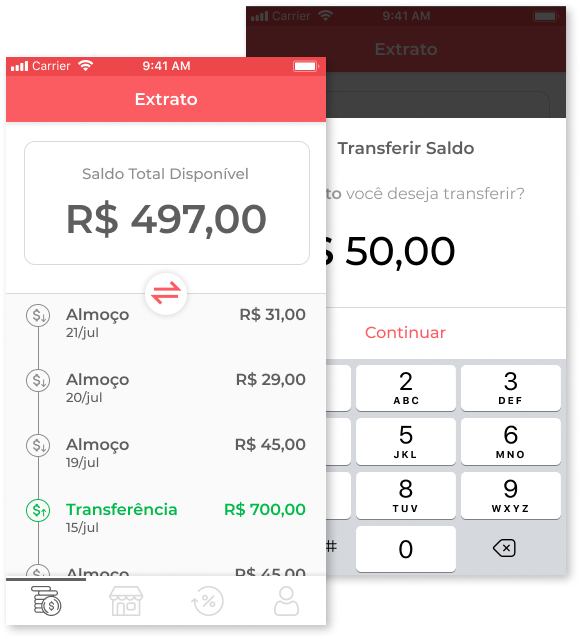 Carrier 9:41 AM
Extrato
Saldo Total Disponível
R$ 497,00
Almoço R$ 31,00
21/jul
Almoço R$ 29,00
20/jul
Almoço R$ 45,00
19/jul
Transferência R$ 700,00
15/jul
Almoço R$ 45,00
Carrier 9:41 AM
Extrato
Transferir Saldo
você deseja transferir?
50,00
Continuar
2 3
ABC DEF
5 6
JKL MNO
8 9
TUV WXYZ
# 0